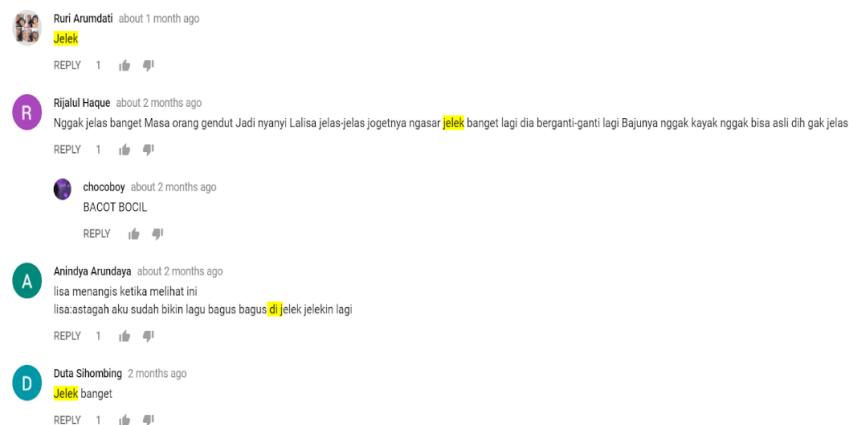 Ruri Arumdati about 1 month ago
Jelek
REPLY 1
R
Rijalul Haque about 2 months ago
Nggak jelas banget Masa orang gendut Jadi nyanyi Lalisa jelas-jelas jogetnya ngasar jelek banget lagi dia berganti-ganti lagi Bajunya nggak kayak nggak bisa asli dih gak jelas
REPLY 1
chocoboy about 2 months ago
BACOT BOCIL
REPLY
A
Anindya Arundaya about 2 months ago
lisa menangis ketika melihat ini
lisa:astagah aku sudah bikin lagu bagus bagus di jelek jelekin lagi
REPLY 1
D
Duta Sihombing 2 months ago
Jelek banget
REPLY 1